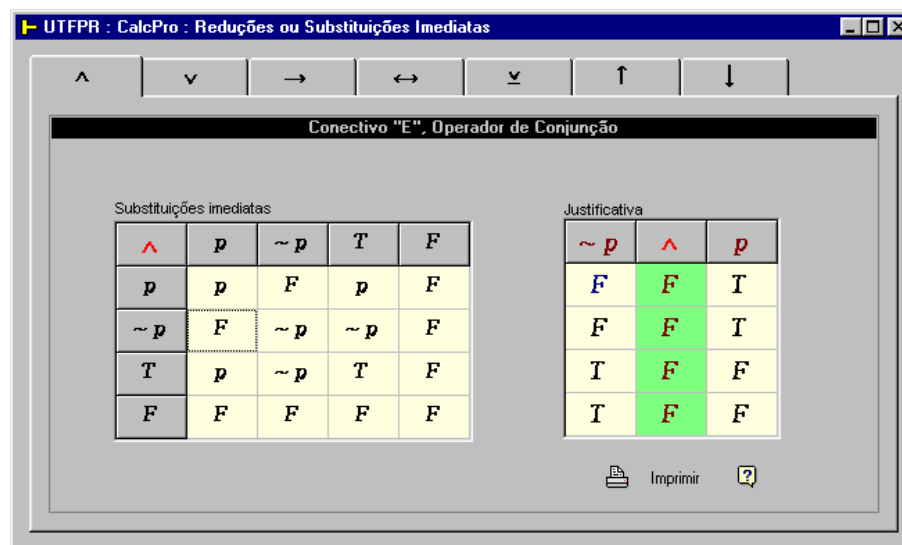 UTFPR : CalcPro : Reduções ou Substituições Imediatas
^ v → ↔ v ↑ ↓
Conectivo "E", Operador de Conjunção
Substituições imediatas
^ p ~ p T F
p p F p F
~ p F ~ p ~ p F
T p ~ p T F
F F F F F
Justificativa
~ p ^ p
F F T
F F T
T F F
T F F
Imprimir